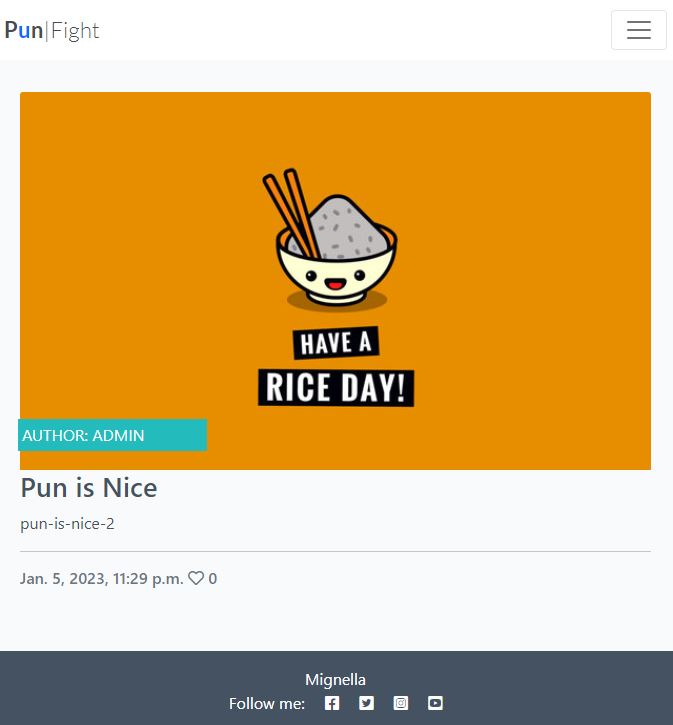 Pun|Fight
HAVE A
RICE DAY!
AUTHOR: ADMIN
Pun is Nice
pun-is-nice-2
Jan. 5, 2023, 11:29 p.m. 0
Mignella
Follow me: